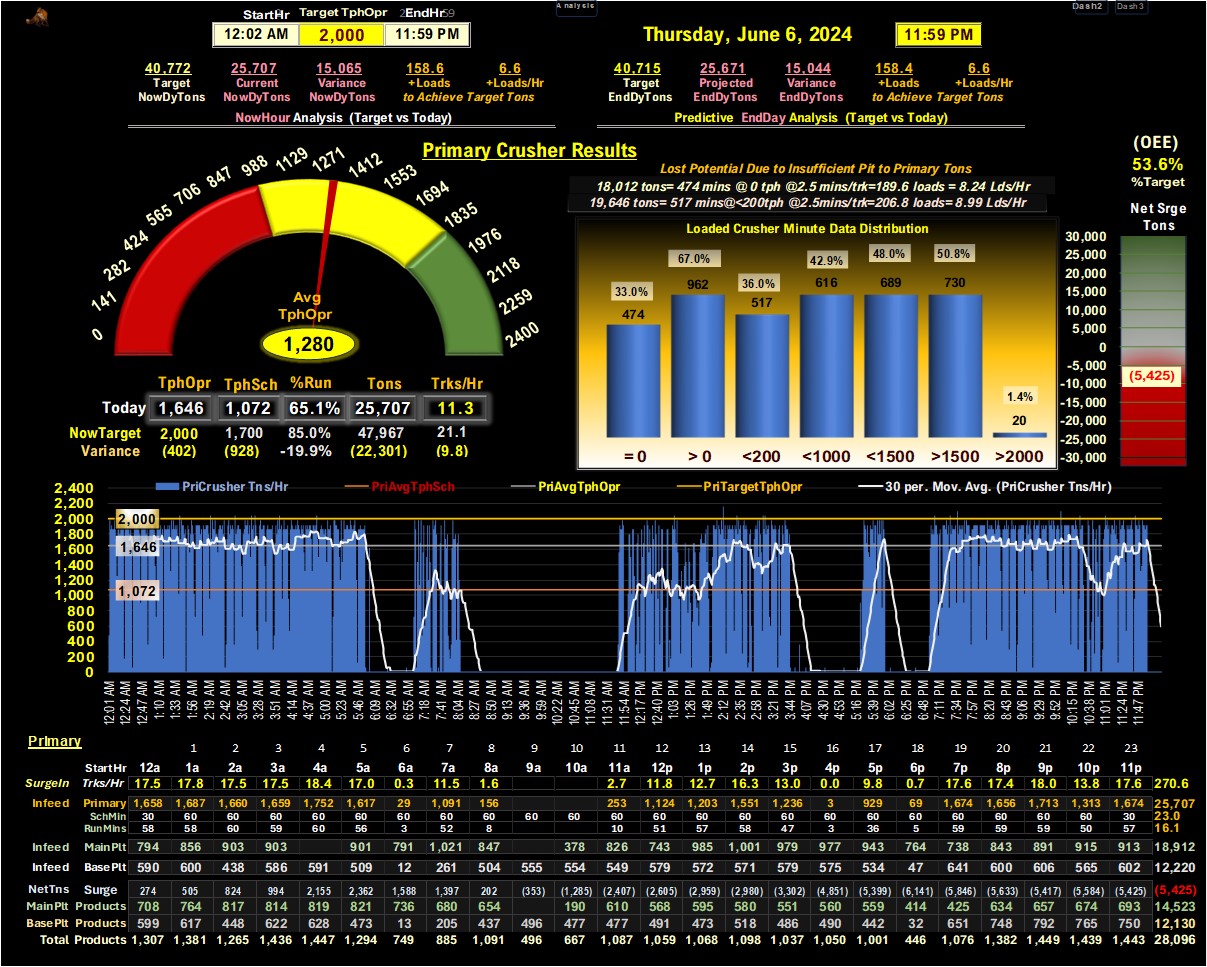 Analysis
Dash2 Dash3
StartHr Target TphOpr EndHr
12:02 AM 2,000 11:59 PM
Thursday, June 6, 2024 11:59 PM
40,772 25,707 15,065 158.6 6.6
Target Current Variance +Loads +Loads/Hr
NowDyTons NowDyTons NowDyTons to Achieve Target Tons
NowHour Analysis (Target vs Today)
40,715 25,671 15,044 158.4 6.6
Target Projected Variance +Loads +Loads/Hr
EndDyTons EndDyTons EndDyTons to Achieve Target Tons
Predictive EndDay Analysis (Target vs Today)
Primary Crusher Results
(OEE)
53.6%
%Target
Lost Potential Due to Insufficient Pit to Primary Tons
18,012 tons= 474 mins @ 0 tph @2.5 mins/trk=189.6 loads= 8.24 Lds/Hr
19,646 tons= 517 mins@<200tph @2.5mins/trk=206.8 loads= 8.99 Lds/Hr
0 141 282 424 565 706 847 988 1129 1271 1412 1553 1694 1835 1976 2118 2259 2400
Avg
TphOpr
1,280
Loaded Crusher Minute Data Distribution
33.0% 67.0% 36.0% 42.9% 48.0% 50.8% 1.4%
474 962 517 616 689 730 20
=0 >0 <200 <1000 <1500 >1500 >2000
Net Srge
Tons
30,000
25,000
20,000
15,000
10,000
5,000
0
-5,000
(5,425)
-10,000
-15,000
-20,000
-25,000
-30,000
TphOpr TphSch %Run Tons Trks/Hr
Today 1,646 1,072 65.1% 25,707 11.3
NowTarget 2,000 1,700 85.0% 47,967 21.1
Variance (402) (928) -19.9% (22,301) (9.8)
PriCrusher Tns/Hr PriAvgTphSch PriAvgTphOpr PriTargetTphOpr 30 per. Mov. Avg. (PriCrusher Tns/Hr)
2,400
2,200
2,000 2,000
1,800
1,600 1,646
1,400
1,200
1,000 1,072
800
600
400
200
0
12:01 AM 12:24 AM 12:47 AM 1:10 AM 1:33 AM 1:56 AM 2:19 AM 2:42 AM 3:05 AM 3:28 AM 3:51 AM 4:14 AM 4:37 AM 5:00 AM 5:23 AM 5:46 AM 6:09 AM 6:32 AM 6:55 AM 7:18 AM 7:41 AM 8:04 AM 8:27 AM 8:50 AM 9:13 AM 9:36 AM 9:59 AM 10:22 AM 10:45 AM 11:08 AM 11:31 AM 11:54 AM 12:17 PM 12:40 PM 1:03 PM 1:26 PM 1:49 PM 2:12 PM 2:35 PM 2:58 PM 3:21 PM 3:44 PM 4:07 PM 4:30 PM 4:53 PM 5:16 PM 5:39 PM 6:02 PM 6:25 PM 6:48 PM 7:11 PM 7:34 PM 7:57 PM 8:20 PM 8:43 PM 9:06 PM 9:29 PM 9:52 PM 10:15 PM 10:38 PM 11:01 PM 11:24 PM 11:47 PM
Primary
1 2 3 4 5 6 7 8 9 10 11 12 13 14 15 16 17 18 19 20 21 22 23
StartHr 12a 1a 2a 3a 4a 5a 6a 7a 8a 9a 10a 11a 12p 1p 2p 3p 4p 5p 6p 7p 8p 9p 10p 11p
SurgeIn Trks/Hr 17.5 17.8 17.5 17.5 18.4 17.0 0.3 11.5 1.6 2.7 11.8 12.7 16.3 13.0 0.0 9.8 0.7 17.6 17.4 18.0 13.8 17.6 270.6
Infeed Primary 1,658 1,687 1,660 1,659 1,752 1,617 29 1,091 156 253 1,124 1,203 1,551 1,236 3 929 69 1,674 1,656 1,713 1,313 1,674 25,707
SchMin 30 60 60 60 60 60 60 60 60 60 60 60 60 60 60 60 60 60 60 60 60 60 60 30 23.0
RunMins 58 58 60 59 60 56 3 52 8 10 51 57 58 47 3 36 5 59 59 59 50 57 16.1
Infeed MainPlt 794 856 903 903 901 791 1,021 847 378 826 743 985 1,001 979 977 943 764 738 843 891 915 913 18,912
Infeed BasePlt 590 600 438 586 591 509 12 261 504 555 554 549 579 572 571 579 575 534 47 641 600 606 565 602 12,220
NetTns Surge 274 505 824 994 2,155 2,362 1,588 1,397 202 (353) (1,285) (2,407) (2,605) (2,959) (2,980) (3,302) (4,851) (5,399) (6,141) (5,846) (5,633) (5,417) (5,584) (5,425) (5,425)
MainPlt Products 708 764 817 814 819 821 736 680 654 190 610 568 595 580 551 560 559 414 425 634 657 674 693 14,523
BasePlt Products 599 617 448 622 628 473 13 205 437 496 477 477 491 473 518 486 490 442 32 651 748 792 765 750 12,130
Total Products 1,307 1,381 1,265 1,436 1,447 1,294 749 885 1,091 496 667 1,087 1,059 1,068 1,098 1,037 1,050 1,001 446 1,076 1,382 1,449 1,439 1,443 28,096